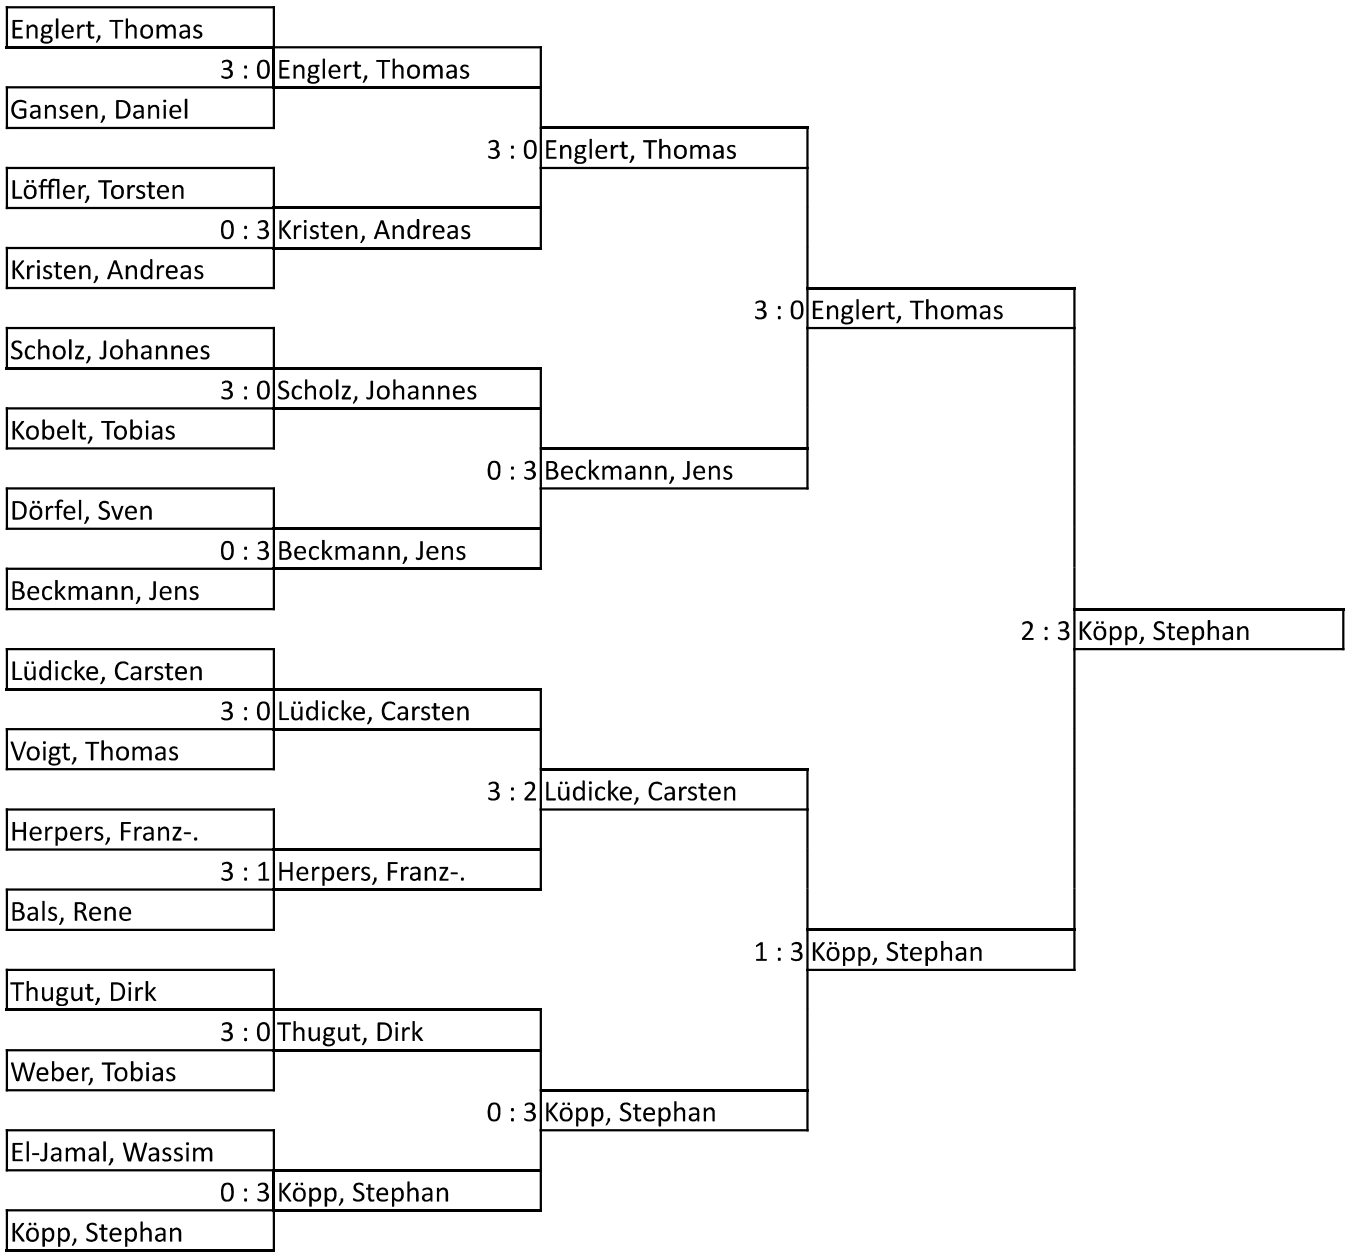 Englert, Thomas
3 : 0 Englert, Thomas
Gansen, Daniel
3 : 0 Englert, Thomas
Löffler, Torsten
0 : 3 Kristen, Andreas
Kristen, Andreas
3 : 0 Englert, Thomas
Scholz, Johannes
3 : 0 Scholz, Johannes
Kobelt, Tobias
0 : 3 Beckmann, Jens
Dörfel, Sven
0 : 3 Beckmann, Jens
Beckmann, Jens
2 : 3 Köpp, Stephan
Lüdicke, Carsten
3 : 0 Lüdicke, Carsten
Voigt, Thomas
3 : 2 Lüdicke, Carsten
Herpers, Franz-.
3 : 1 Herpers, Franz-.
Bals, Rene
1 : 3 Köpp, Stephan
Thugut, Dirk
3 : 0 Thugut, Dirk
Weber, Tobias
0 : 3 Köpp, Stephan
El-Jamal, Wassim
0 : 3 Köpp, Stephan
Köpp, Stephan